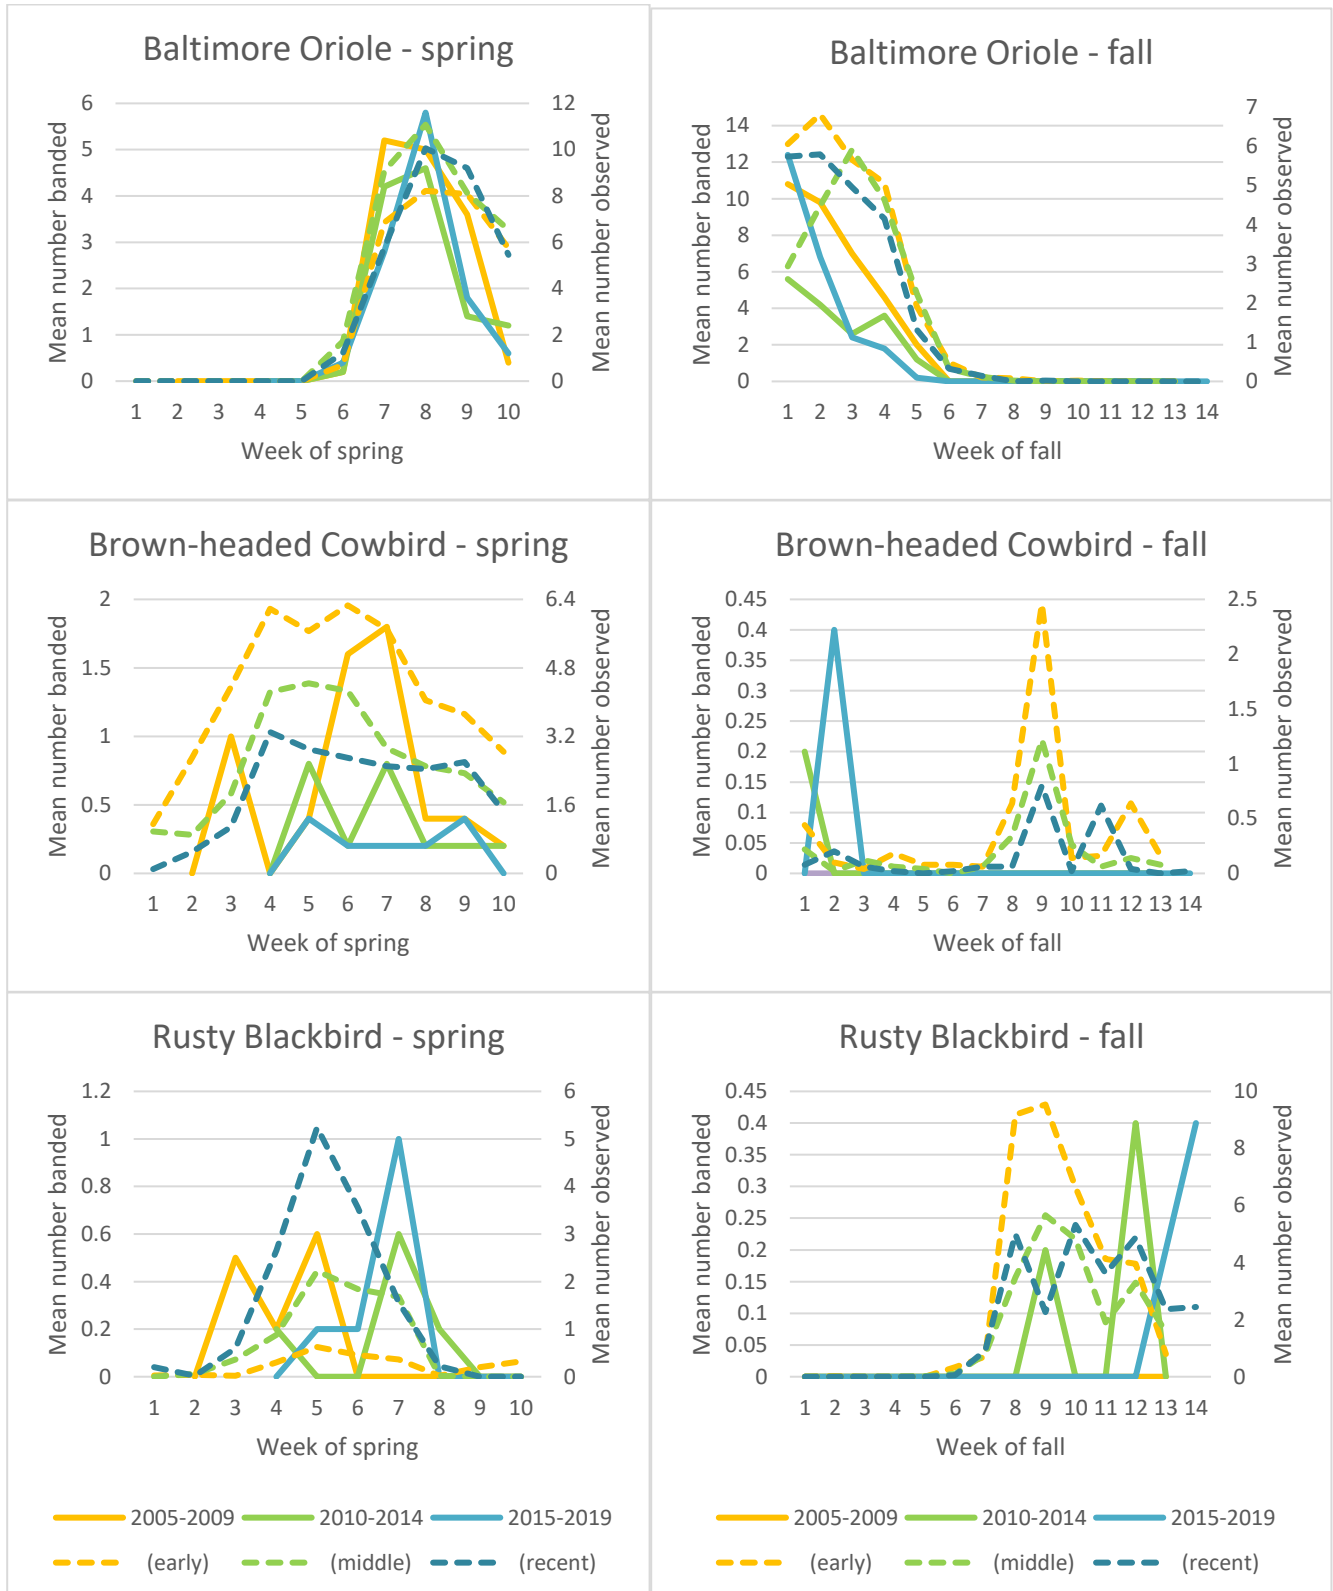 Baltimore Oriole - spring
Mean number banded
6
5
4
3
2
1
0
12
10
8
6
4
2
0
Mean number observed
1 2 3 4 5 6 7 8 9 10
Week of spring
Baltimore Oriole - fall
Mean number banded
14
12
10
8
6
4
2
0
7
6
5
4
3
2
1
0
Mean number observed
1 2 3 4 5 6 7 8 9 10 11 12 13 14
Week of fall
Brown-headed Cowbird - spring
Mean number banded
2
1.5
1
0.5
0
6.4
4.8
3.2
1.6
0
Mean number observed
1 2 3 4 5 6 7 8 9 10
Week of spring
Brown-headed Cowbird - fall
Mean number banded
0.45
0.4
0.35
0.3
0.25
0.2
0.15
0.1
0.05
0
2.5
2
1.5
1
0.5
0
Mean number observed
1 2 3 4 5 6 7 8 9 10 11 12 13 14
Week of fall
Rusty Blackbird - spring
Mean number banded
1.2
1
0.8
0.6
0.4
0.2
0
6
5
4
3
2
1
0
Mean number observed
1 2 3 4 5 6 7 8 9 10
Week of spring
2005-2009 2010-2014 2015-2019
(early) (middle) (recent)
Rusty Blackbird - fall
Mean number banded
0.45
0.4
0.35
0.3
0.25
0.2
0.15
0.1
0.05
0
10
8
6
4
2
0
Mean number observed
1 2 3 4 5 6 7 8 9 10 11 12 13 14
Week of fall
2005-2009 2010-2014 2015-2019
(early) (middle) (recent)